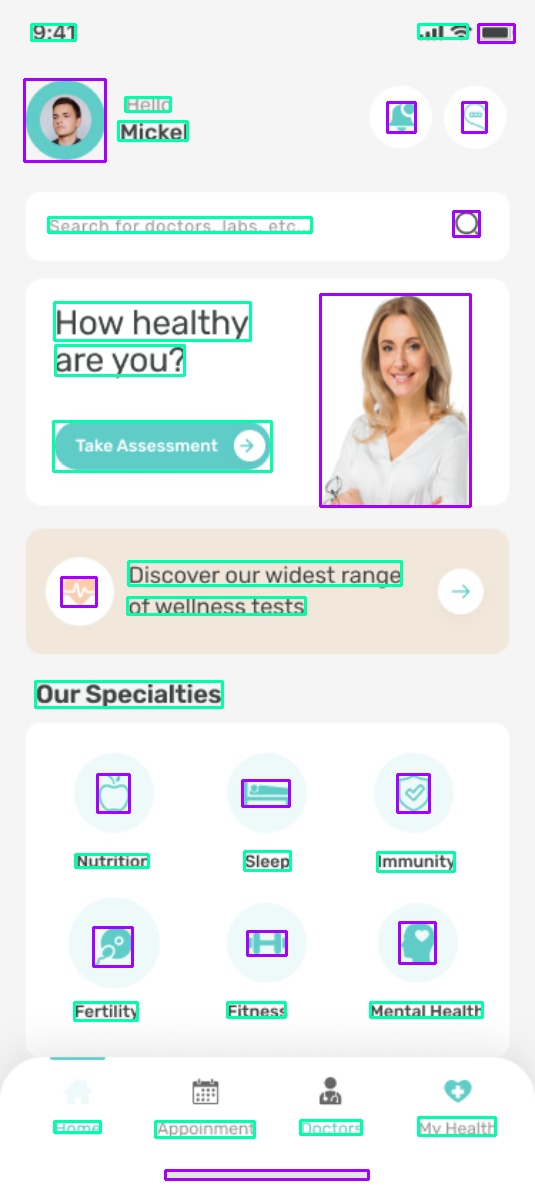 9:41
Hello
Mickel
Search for doctors, labs, etc..
How healthy
are you?
Take Assessment
Discover our widest range
of wellness tests
Our Specialties
Nutrition
Sleep
Immunity
Fertility
Fitness
Mental Health
Home
Appoinment
Doctors
My Health